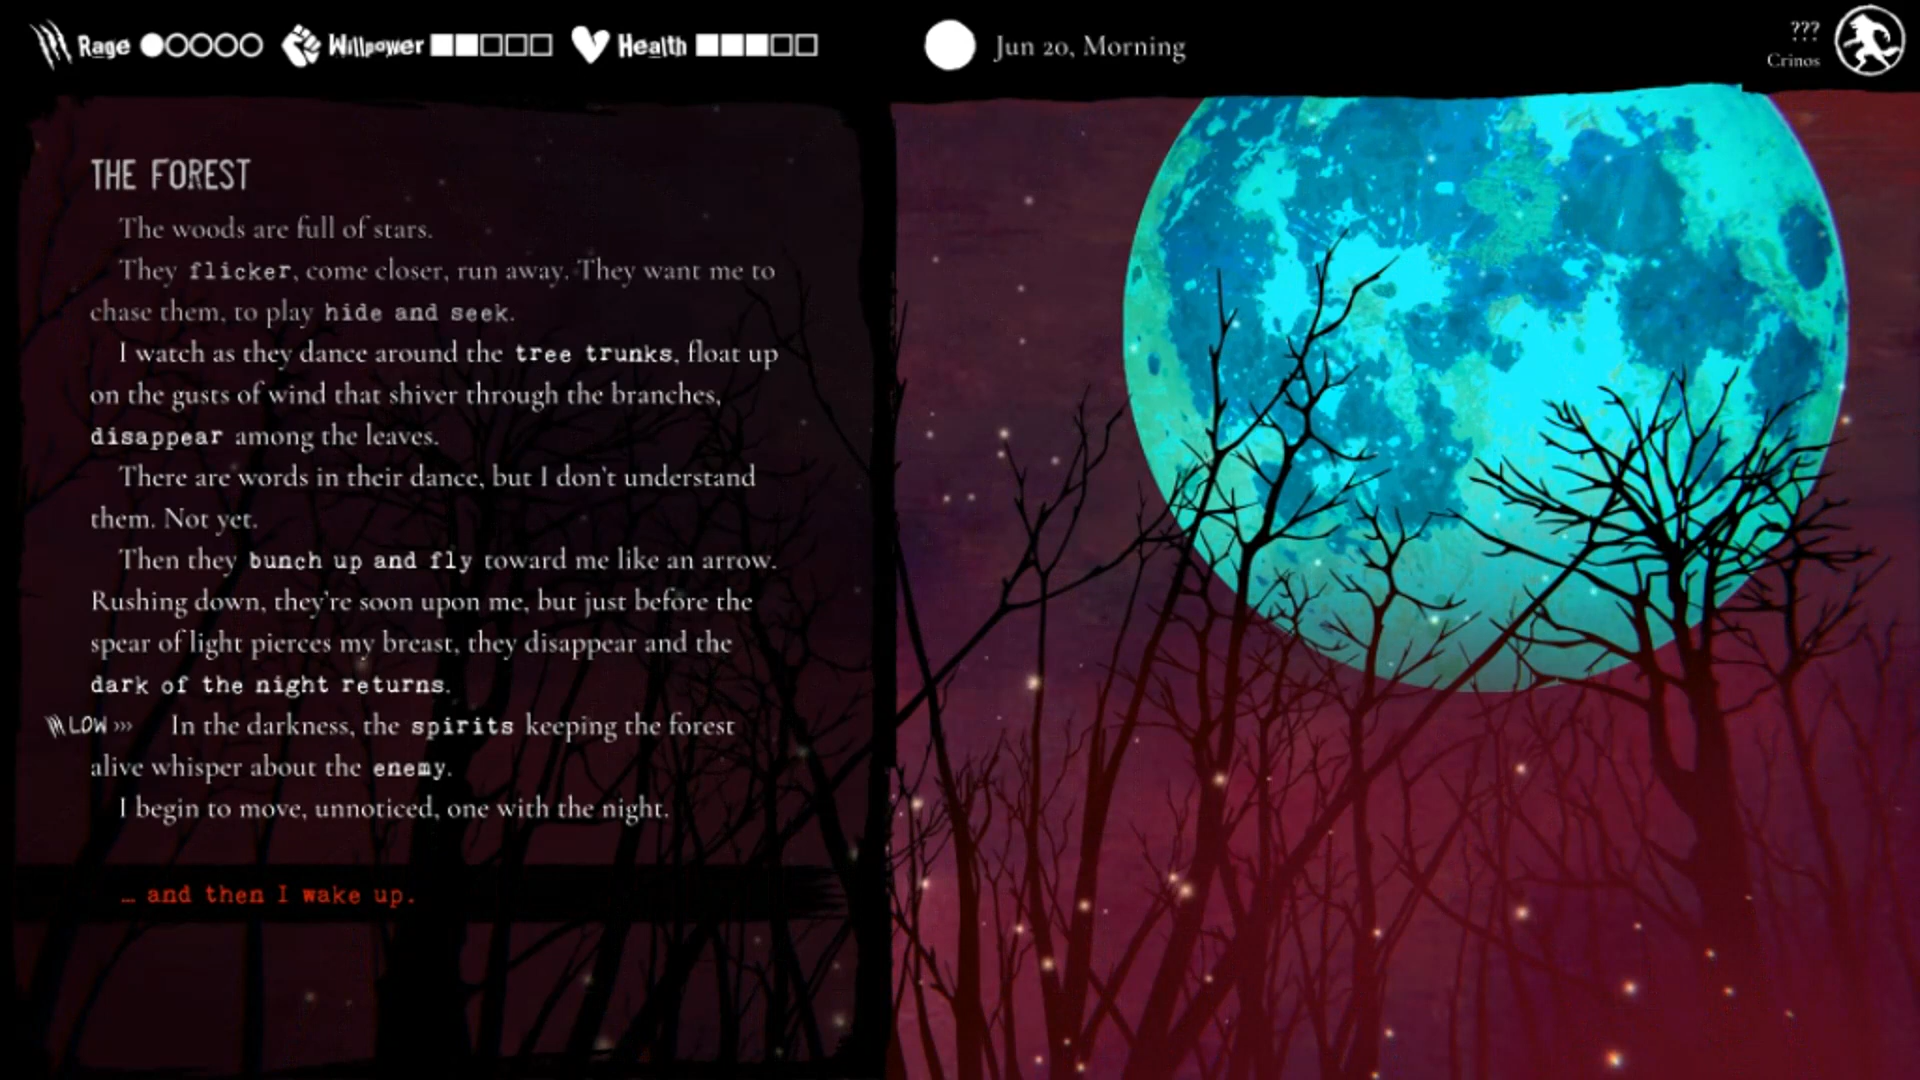 Rage Willpower Health Jun 20, Morning ???
Crinos
THE FOREST
The woods are full of stars.
They flicker, come closer, run away. They want me to
chase them, to play hide and seek.
I watch as they dance around the tree trunks, float up
on the gusts of wind that shiver through the branches,
disappear among the leaves.
There are words in their dance, but I don't understand
them. Not yet.
Then they bunch up and fly toward me like an arrow.
Rushing down, they're soon upon me, but just before the
spear of light pierces my breast, they disappear and the
dark of the night returns.
LOW >>> In the darkness, the spirits keeping the forest
alive whisper about the enemy.
I begin to move, unnoticed, one with the night.
… and then I wake up.